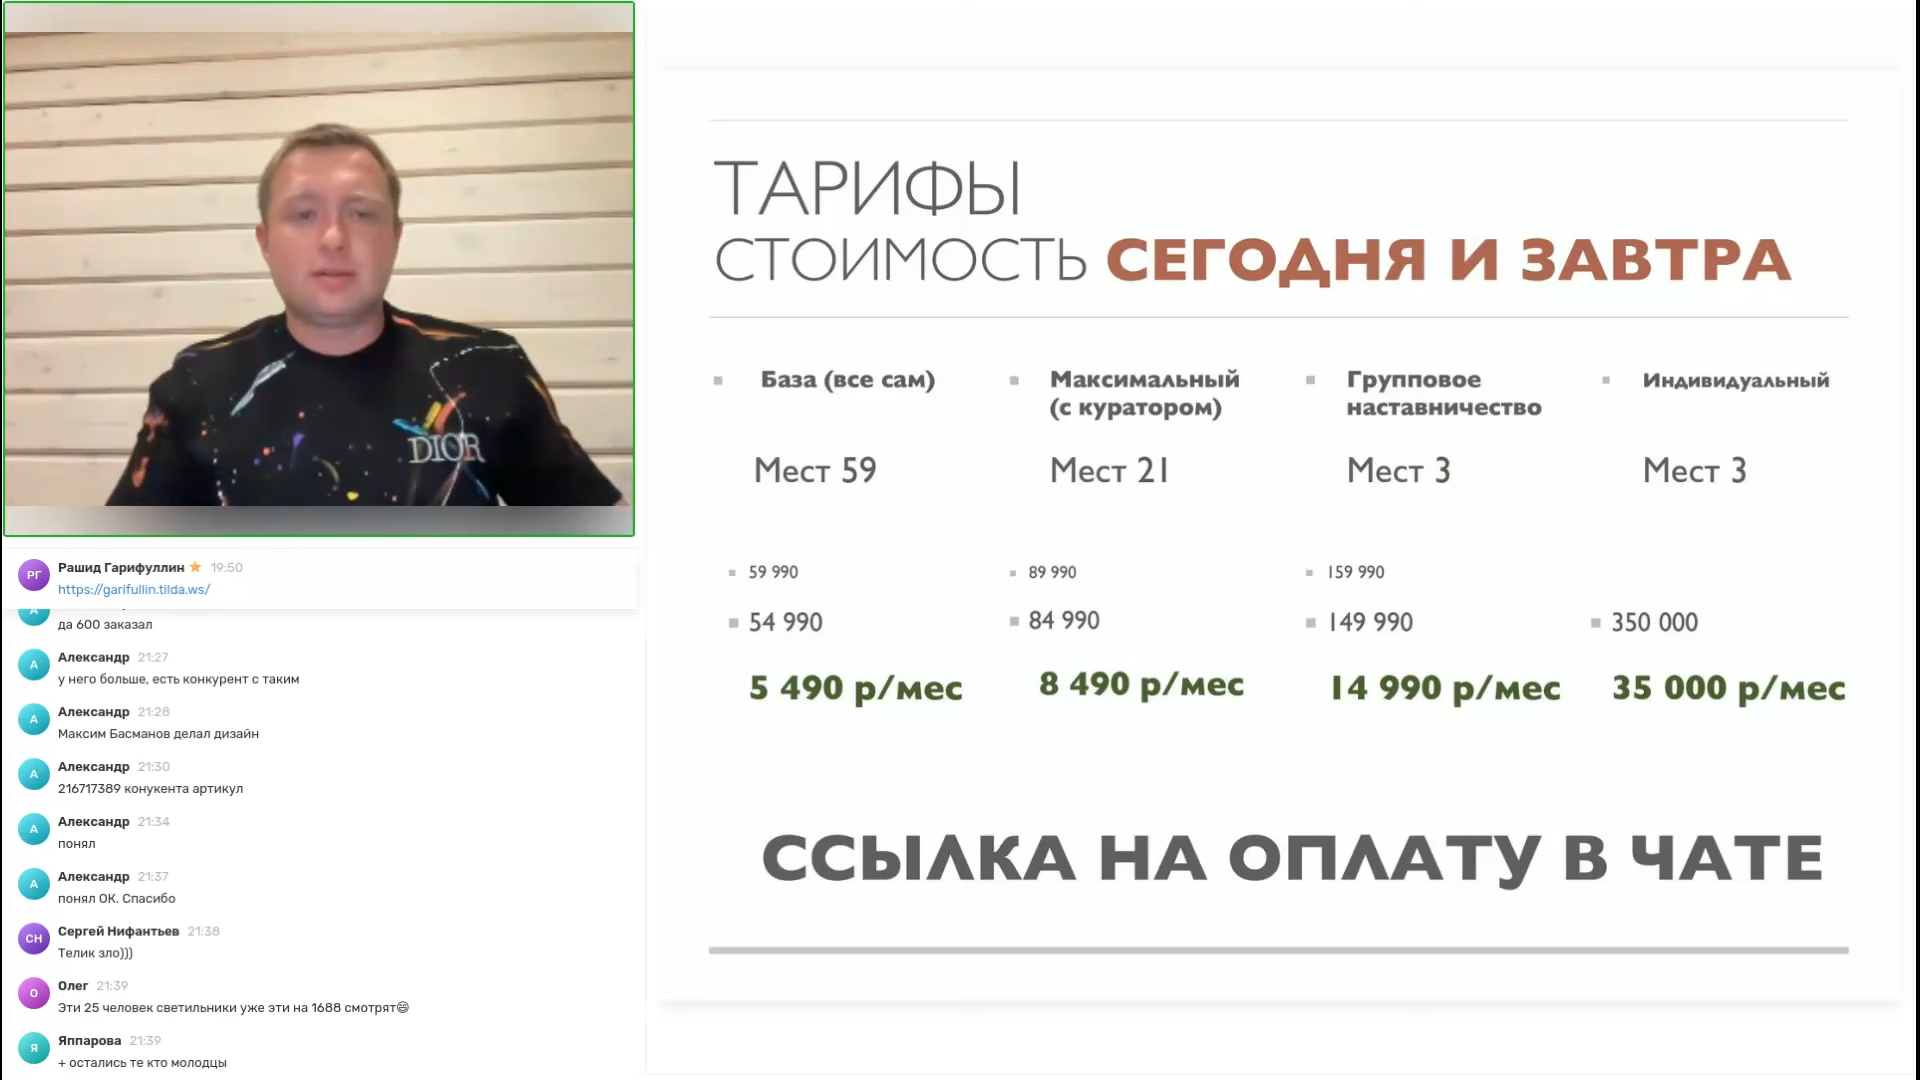 DIOR
РГ
Рашид Гарифуллин 19:50
https://garifullin.tilda.ws/
А
да 600 заказал
А
Александр 21:27
у него больше, есть конкурент с таким
А
Александр 21:28
Максим Басманов делал дизайн
А
Александр 21:30
216717389 конукента артикул
А
Александр 21:34
понял
А
Александр 21:37
понял ОК. Спасибо
СН
Сергей Нифантьев 21:38
Телик зло)))
О
Олег 21:39
Эти 25 человек светильники уже эти на 1688 смотрят😄
Я
Яппарова 21:39
+ остались те кто молодцы
ТАРИФЫ
СТОИМОСТЬ СЕГОДНЯ И ЗАВТРА
База (все сам)
Мест 59
59 990
54 990
5 490 р/мес
Максимальный
(с куратором)
Мест 21
89 990
84 990
8 490 р/мес
Групповое
наставничество
Мест 3
159 990
149 990
14 990 р/мес
Индивидуальный
Мест 3
350 000
35 000 р/мес
ССЫЛКА НА ОПЛАТУ В ЧАТЕ